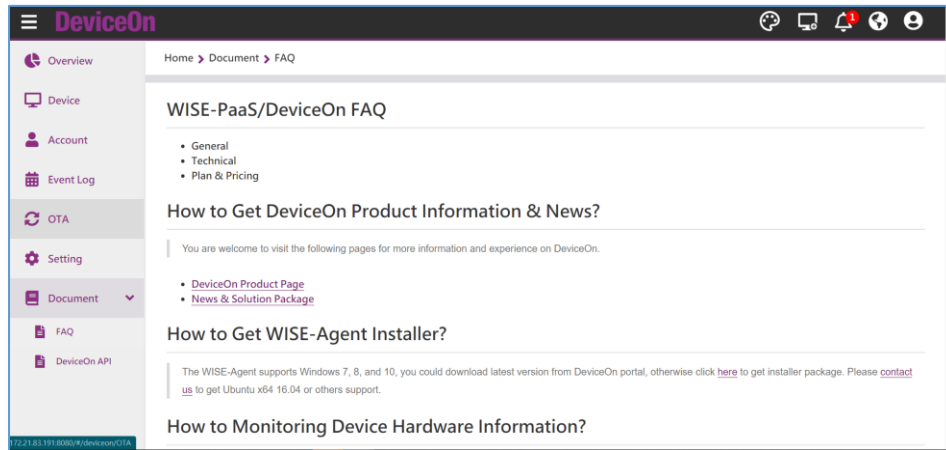 DeviceOn
1
Overview
Device
Account
Event Log
OTA
Setting
Document
FAQ
DeviceOn API
172.21.83.191:8080/#/deviceon/OTA
Home > Document > FAQ
WISE-PaaS/DeviceOn FAQ
• General
• Technical
• Plan & Pricing
How to Get DeviceOn Product Information & News?
You are welcome to visit the following pages for more information and experience on DeviceOn.
• DeviceOn Product Page
• News & Solution Package
How to Get WISE-Agent Installer?
The WISE-Agent supports Windows 7, 8, and 10, you could download latest version from DeviceOn portal, otherwise click here to get installer package. Please contact
us to get Ubuntu x64 16.04 or others support.
How to Monitoring Device Hardware Information?